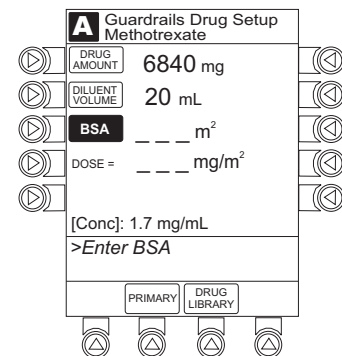 A Guardrails Drug Setup
Methotrexate
DRUG AMOUNT 6840 mg
DILUENT VOLUME 20 mL
BSA _ _ _ m²
DOSE = _ _ _ mg/m²
[Conc]: 1.7 mg/mL
>Enter BSA
PRIMARY DRUG LIBRARY